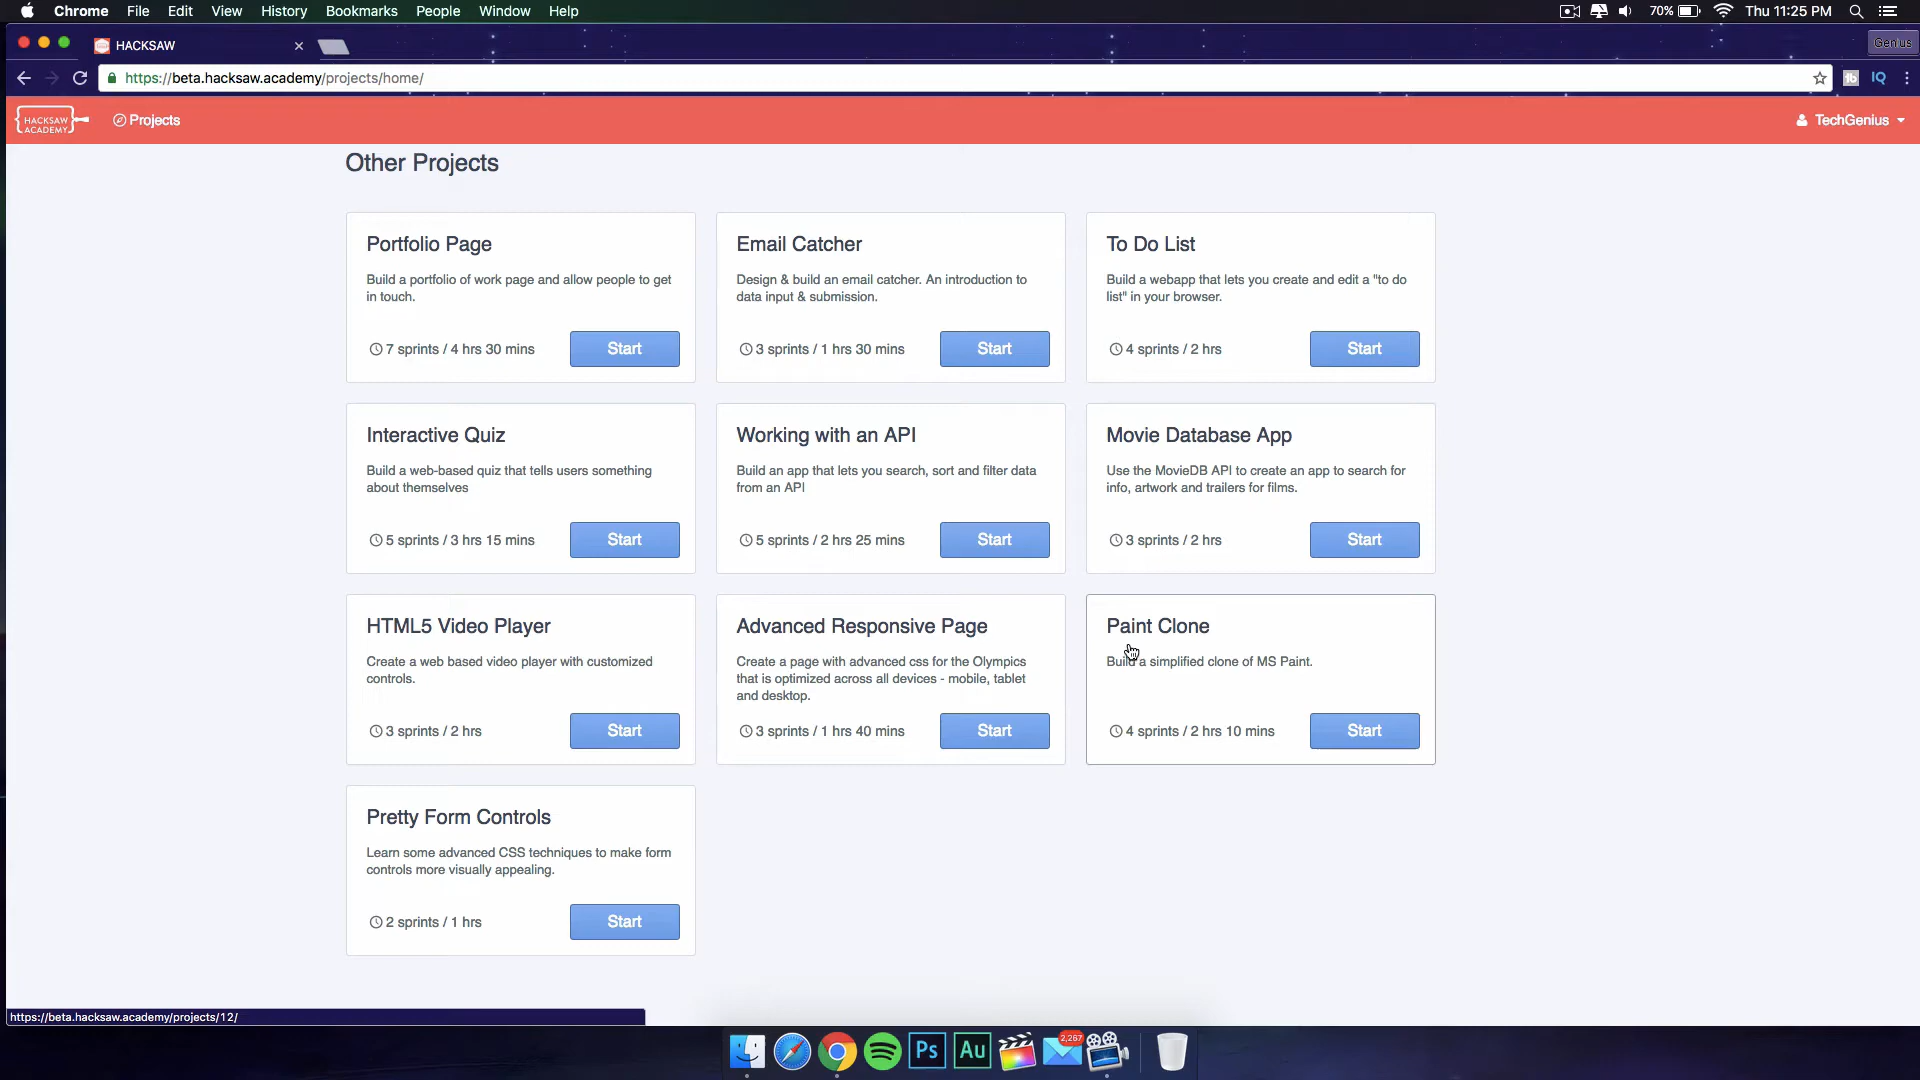 Chrome File Edit View History Bookmarks People Window Help 70% Thu 11:25 PM
HACKSAW Genius
https://beta.hacksaw.academy/projects/home/ tb IQ
HACKSAW
ACADEMY
Projects TechGenius
Other Projects
Portfolio Page
Build a portfolio of work page and allow people to get
in touch.
7 sprints / 4 hrs 30 mins Start
Email Catcher
Design & build an email catcher. An introduction to
data input & submission.
3 sprints / 1 hrs 30 mins Start
To Do List
Build a webapp that lets you create and edit a "to do
list" in your browser.
4 sprints / 2 hrs Start
Interactive Quiz
Build a web-based quiz that tells users something
about themselves
5 sprints / 3 hrs 15 mins Start
Working with an API
Build an app that lets you search, sort and filter data
from an API
5 sprints / 2 hrs 25 mins Start
Movie Database App
Use the MovieDB API to create an app to search for
info, artwork and trailers for films.
3 sprints / 2 hrs Start
HTML5 Video Player
Create a web based video player with customized
controls.
3 sprints / 2 hrs Start
Advanced Responsive Page
Create a page with advanced css for the Olympics
that is optimized across all devices - mobile, tablet
and desktop.
3 sprints / 1 hrs 40 mins Start
Paint Clone
Build a simplified clone of MS Paint.
4 sprints / 2 hrs 10 mins Start
Pretty Form Controls
Learn some advanced CSS techniques to make form
controls more visually appealing.
2 sprints / 1 hrs Start
https://beta.hacksaw.academy/projects/12/
Ps Au 2,267